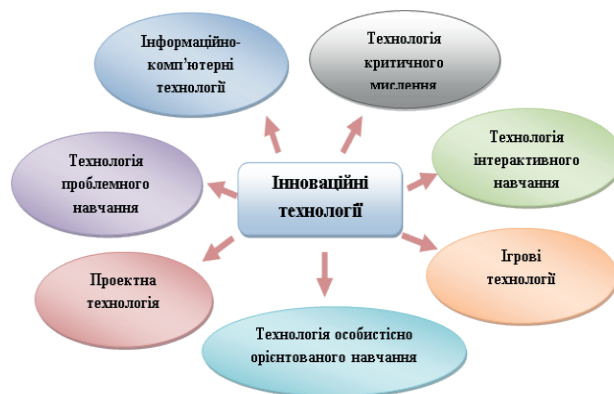 Інформаційно-
комп’ютерні
технології
Технологія
критичного
мислення
Технологія
проблемного
навчання
Інноваційні
технології
Технологія
інтерактивного
навчання
Проектна
технологія
Ігрові
технології
Технологія особистісно
орієнтованого навчання